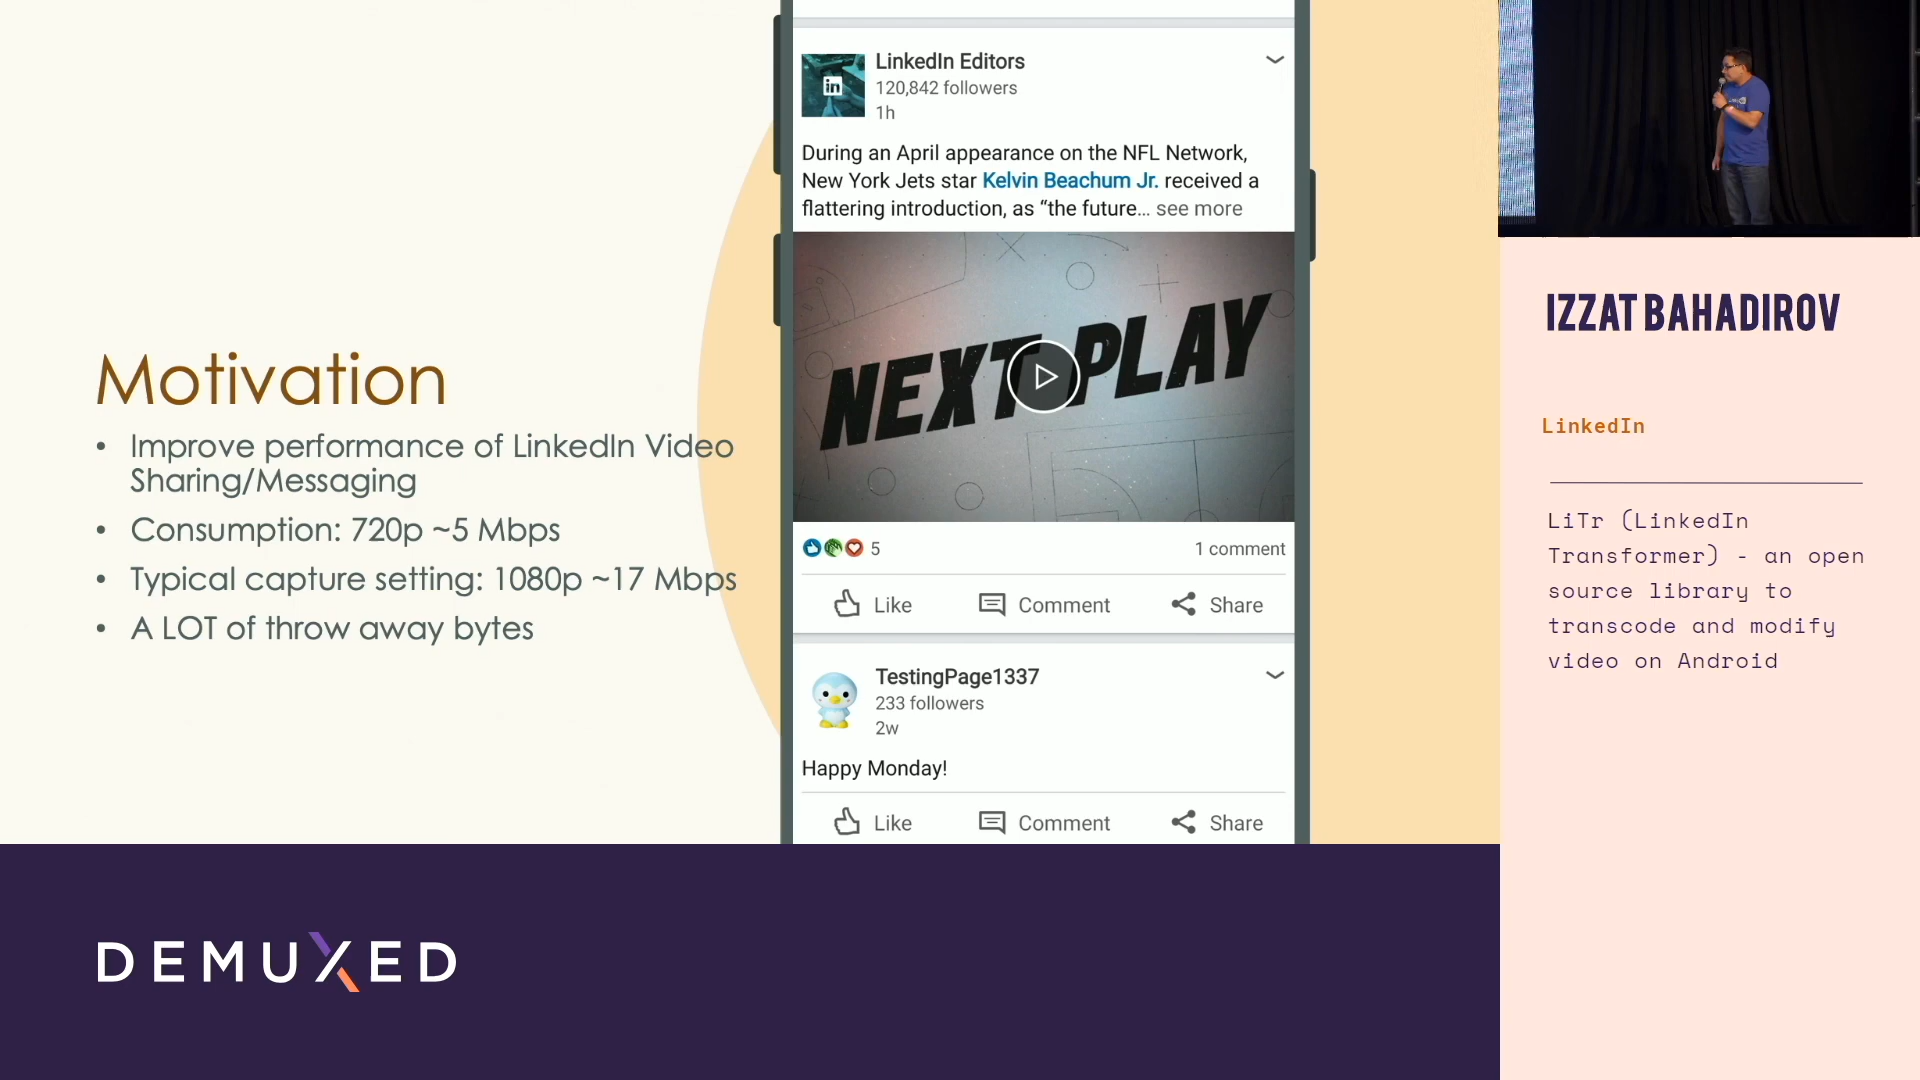 Motivation
• Improve performance of LinkedIn Video
Sharing/Messaging
• Consumption: 720p ~5 Mbps
• Typical capture setting: 1080p ~17 Mbps
• A LOT of throw away bytes
LinkedIn Editors
120,842 followers
1h
During an April appearance on the NFL Network,
New York Jets star Kelvin Beachum Jr. received a
flattering introduction, as “the future… see more
in
NEXT PLAY
5
1 comment
Like
Comment
Share
TestingPage1337
233 followers
2w
Happy Monday!
Like
Comment
Share
IZZAT BAHADIROV
LinkedIn
LiTr (LinkedIn
Transformer) - an open
source library to
transcode and modify
video on Android
DEMUXED